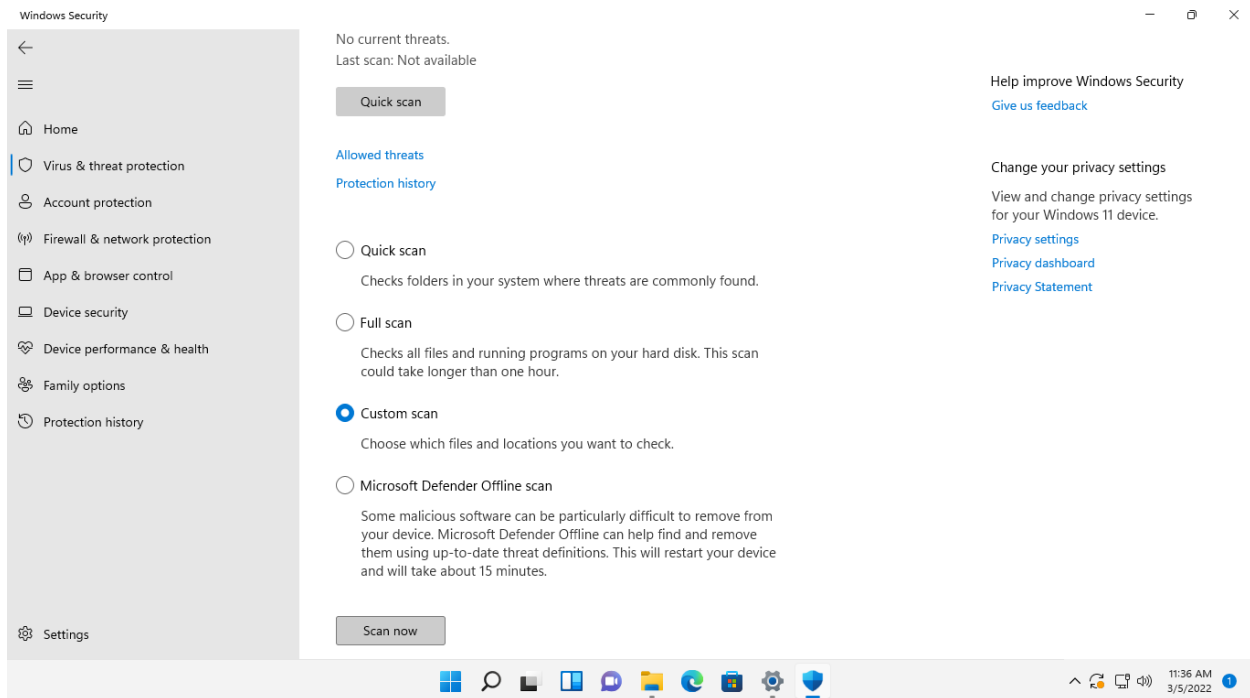 Windows Security
Home
Virus & threat protection
Account protection
Firewall & network protection
App & browser control
Device security
Device performance & health
Family options
Protection history
Settings
No current threats.
Last scan: Not available
Quick scan
Allowed threats
Protection history
Quick scan
Checks folders in your system where threats are commonly found.
Full scan
Checks all files and running programs on your hard disk. This scan
could take longer than one hour.
Custom scan
Choose which files and locations you want to check.
Microsoft Defender Offline scan
Some malicious software can be particularly difficult to remove from
your device. Microsoft Defender Offline can help find and remove
them using up-to-date threat definitions. This will restart your device
and will take about 15 minutes.
Scan now
Help improve Windows Security
Give us feedback
Change your privacy settings
View and change privacy settings
for your Windows 11 device.
Privacy settings
Privacy dashboard
Privacy Statement
11:36 AM
3/5/2022
1